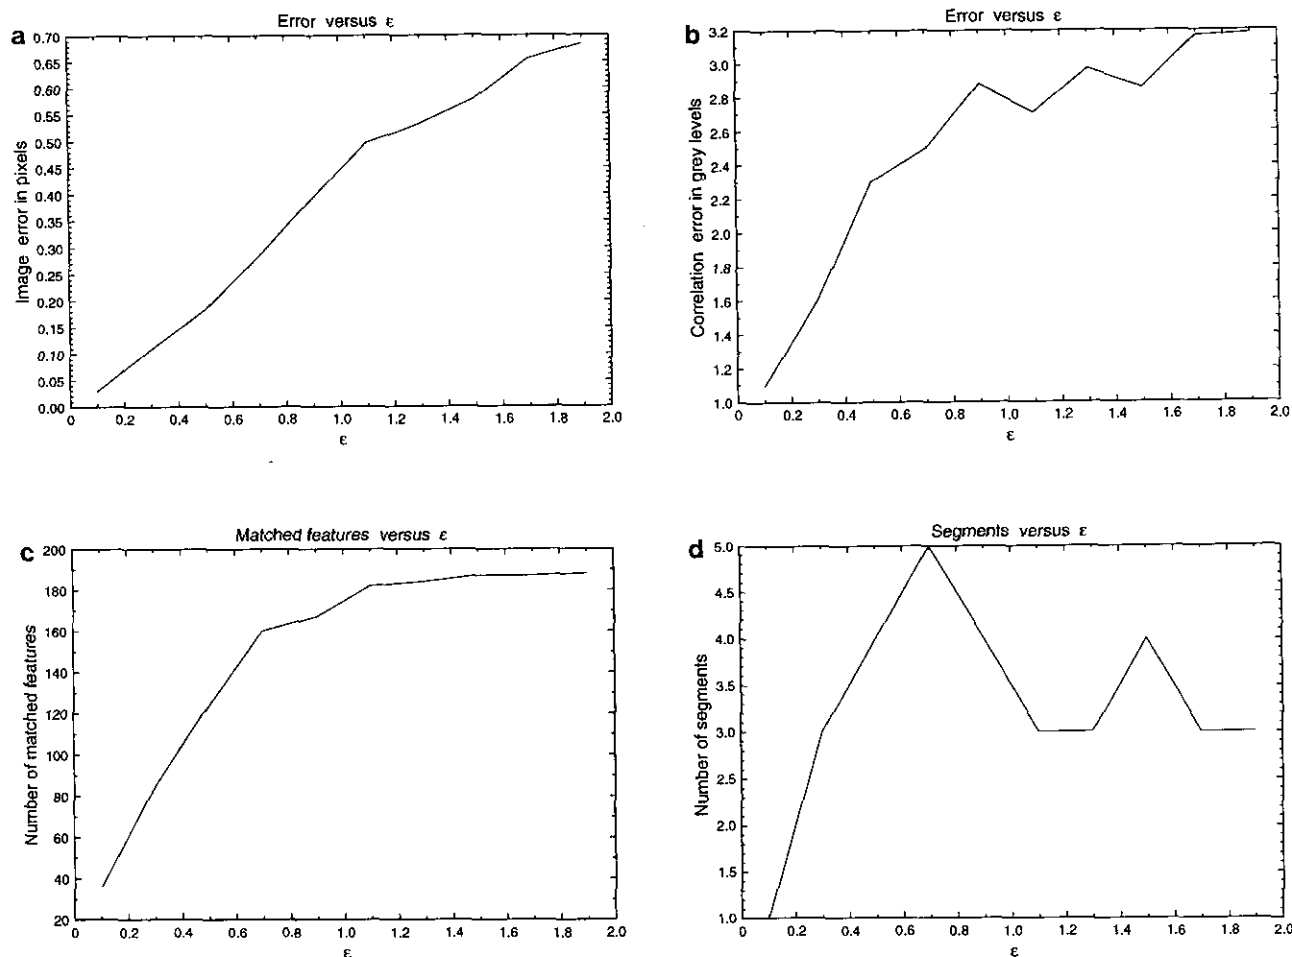 a
Error versus ε
Image error in pixels
0.70
0.65
0.60
0.55
0.50
0.45
0.40
0.35
0.30
0.25
0.20
0.15
0.10
0.05
0.00
0 0.2 0.4 0.6 0.8 1.0 1.2 1.4 1.6 1.8 2.0
ε
b
Error versus ε
Correlation error in grey levels
3.2
3.0
2.8
2.6
2.4
2.2
2.0
1.8
1.6
1.4
1.2
1.0
0 0.2 0.4 0.6 0.8 1.0 1.2 1.4 1.6 1.8 2.0
ε
c
Matched features versus ε
Number of matched features
200
180
160
140
120
100
80
60
40
20
0 0.2 0.4 0.6 0.8 1.0 1.2 1.4 1.6 1.8 2.0
ε
d
Segments versus ε
Number of segments
5.0
4.5
4.0
3.5
3.0
2.5
2.0
1.5
1.0
0 0.2 0.4 0.6 0.8 1.0 1.2 1.4 1.6 1.8 2.0
ε